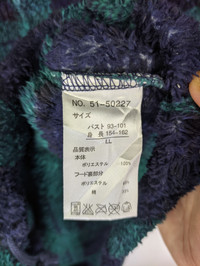 NO. 51-50227
サイズ
バスト 93-101
身 長 154-162
LL
品質表示
本体
ポリエステル 100%
フード裏部分
ポリエステル
綿